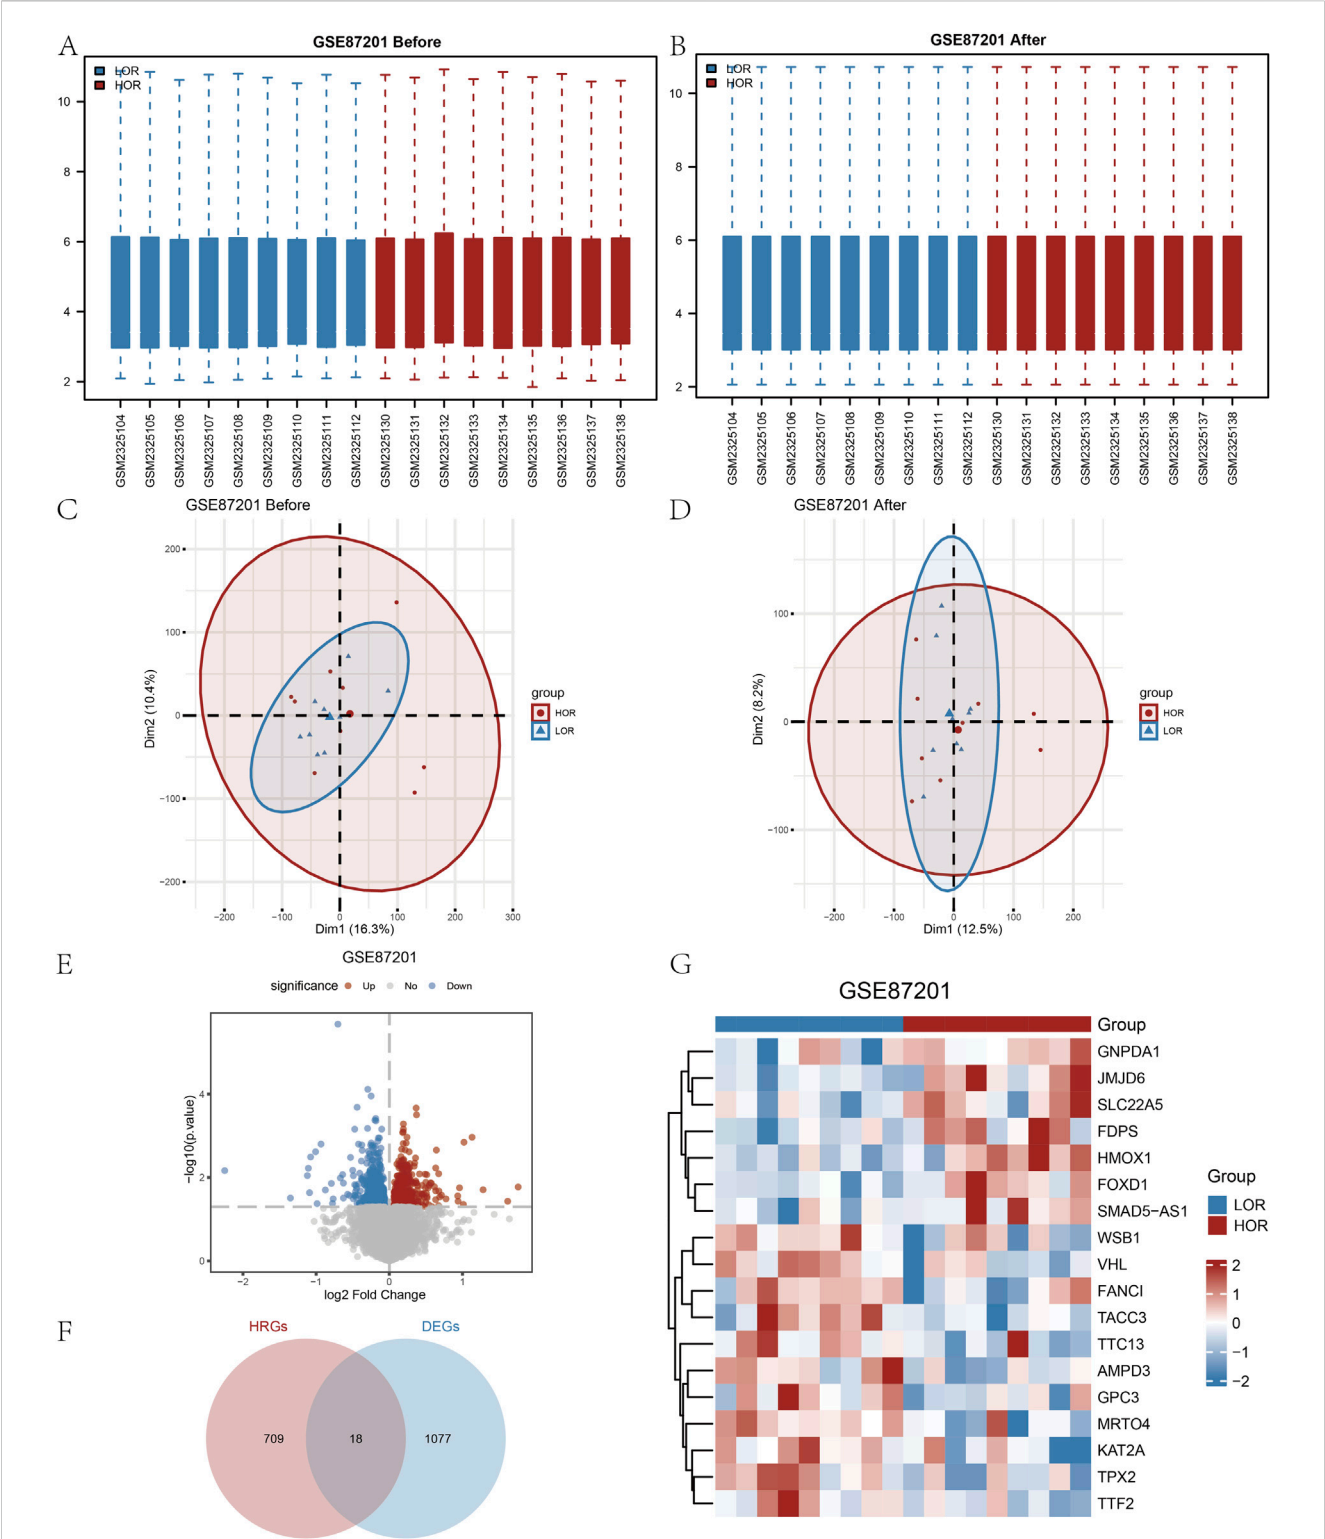 A
GSE87201 Before
LOR
HOR
10
8
6
4
2
GSM2325104
GSM2325105
GSM2325106
GSM2325107
GSM2325108
GSM2325109
GSM2325110
GSM2325111
GSM2325112
GSM2325130
GSM2325131
GSM2325132
GSM2325133
GSM2325134
GSM2325135
GSM2325136
GSM2325137
GSM2325138
B
GSE87201 After
LOR
HOR
10
8
6
4
2
GSM2325104
GSM2325105
GSM2325106
GSM2325107
GSM2325108
GSM2325109
GSM2325110
GSM2325111
GSM2325112
GSM2325130
GSM2325131
GSM2325132
GSM2325133
GSM2325134
GSM2325135
GSM2325136
GSM2325137
GSM2325138
C
GSE87201 Before
Dim2 (10.4%)
200
100
0
−100
−200
−200 −100 0 100 200 300
Dim1 (16.3%)
group
HOR
LOR
D
GSE87201 After
Dim2 (8.2%)
100
0
−100
−200 −100 0 100 200
Dim1 (12.5%)
group
HOR
LOR
E
GSE87201
significance Up No Down
−log10(p.value)
4
2
0
−2 −1 0 1
log2 Fold Change
F
HRGs DEGs
709 18 1077
G
GSE87201
Group
GNPDA1
JMJD6
SLC22A5
FDPS
HMOX1
FOXD1
SMAD5−AS1
WSB1
VHL
FANCI
TACC3
TTC13
AMPD3
GPC3
MRTO4
KAT2A
TPX2
TTF2
Group
LOR
HOR
2
1
0
−1
−2